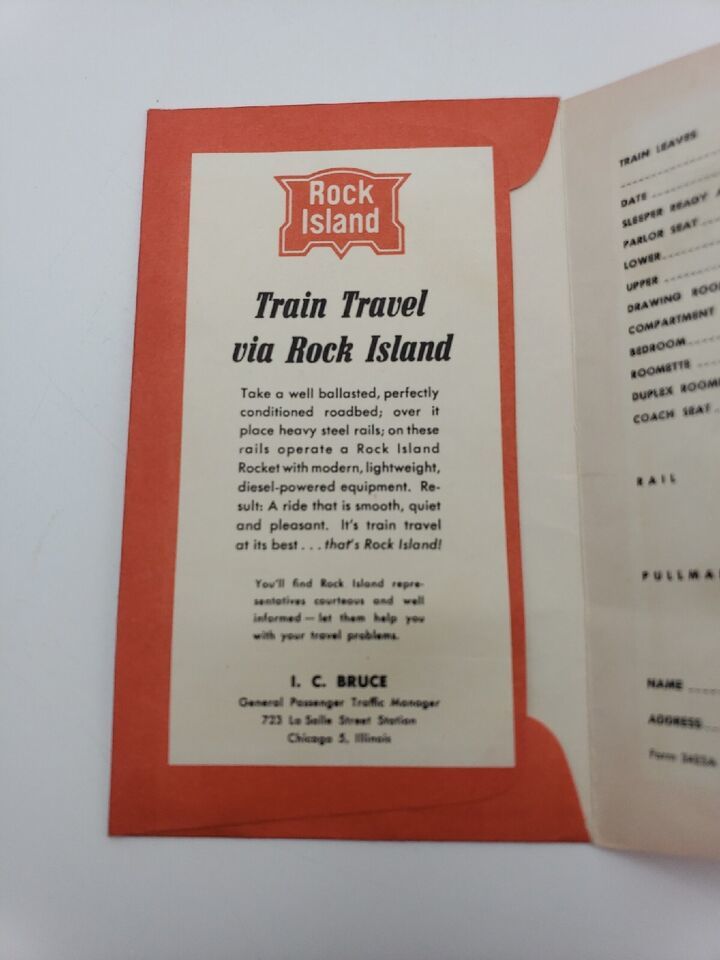 Rock
Island
Train Travel
via Rock Island
Take a well ballasted, perfectly
conditioned roadbed; over it
place heavy steel rails; on these
rails operate a Rock Island
Rocket with modern, lightweight,
diesel-powered equipment. Re-
sult: A ride that is smooth, quiet
and pleasant. It's train travel
at its best . . . that's Rock Island!
You'll find Rock Island repre-
sentatives courteous and well
informed — let them help you
with your travel problems.
I. C. BRUCE
General Passenger Traffic Manager
723 La Salle Street Station
Chicago 5, Illinois
TRAIN LEAVES
DATE
SLEEPER READY
PARLOR SEAT
LOWER
UPPER
DRAWING ROO
COMPARTMENT
BEDROOM
ROOMETTE
DUPLEX ROOM
COACH SEAT
RAIL
PULLMA
NAME
ADDRESS
Form